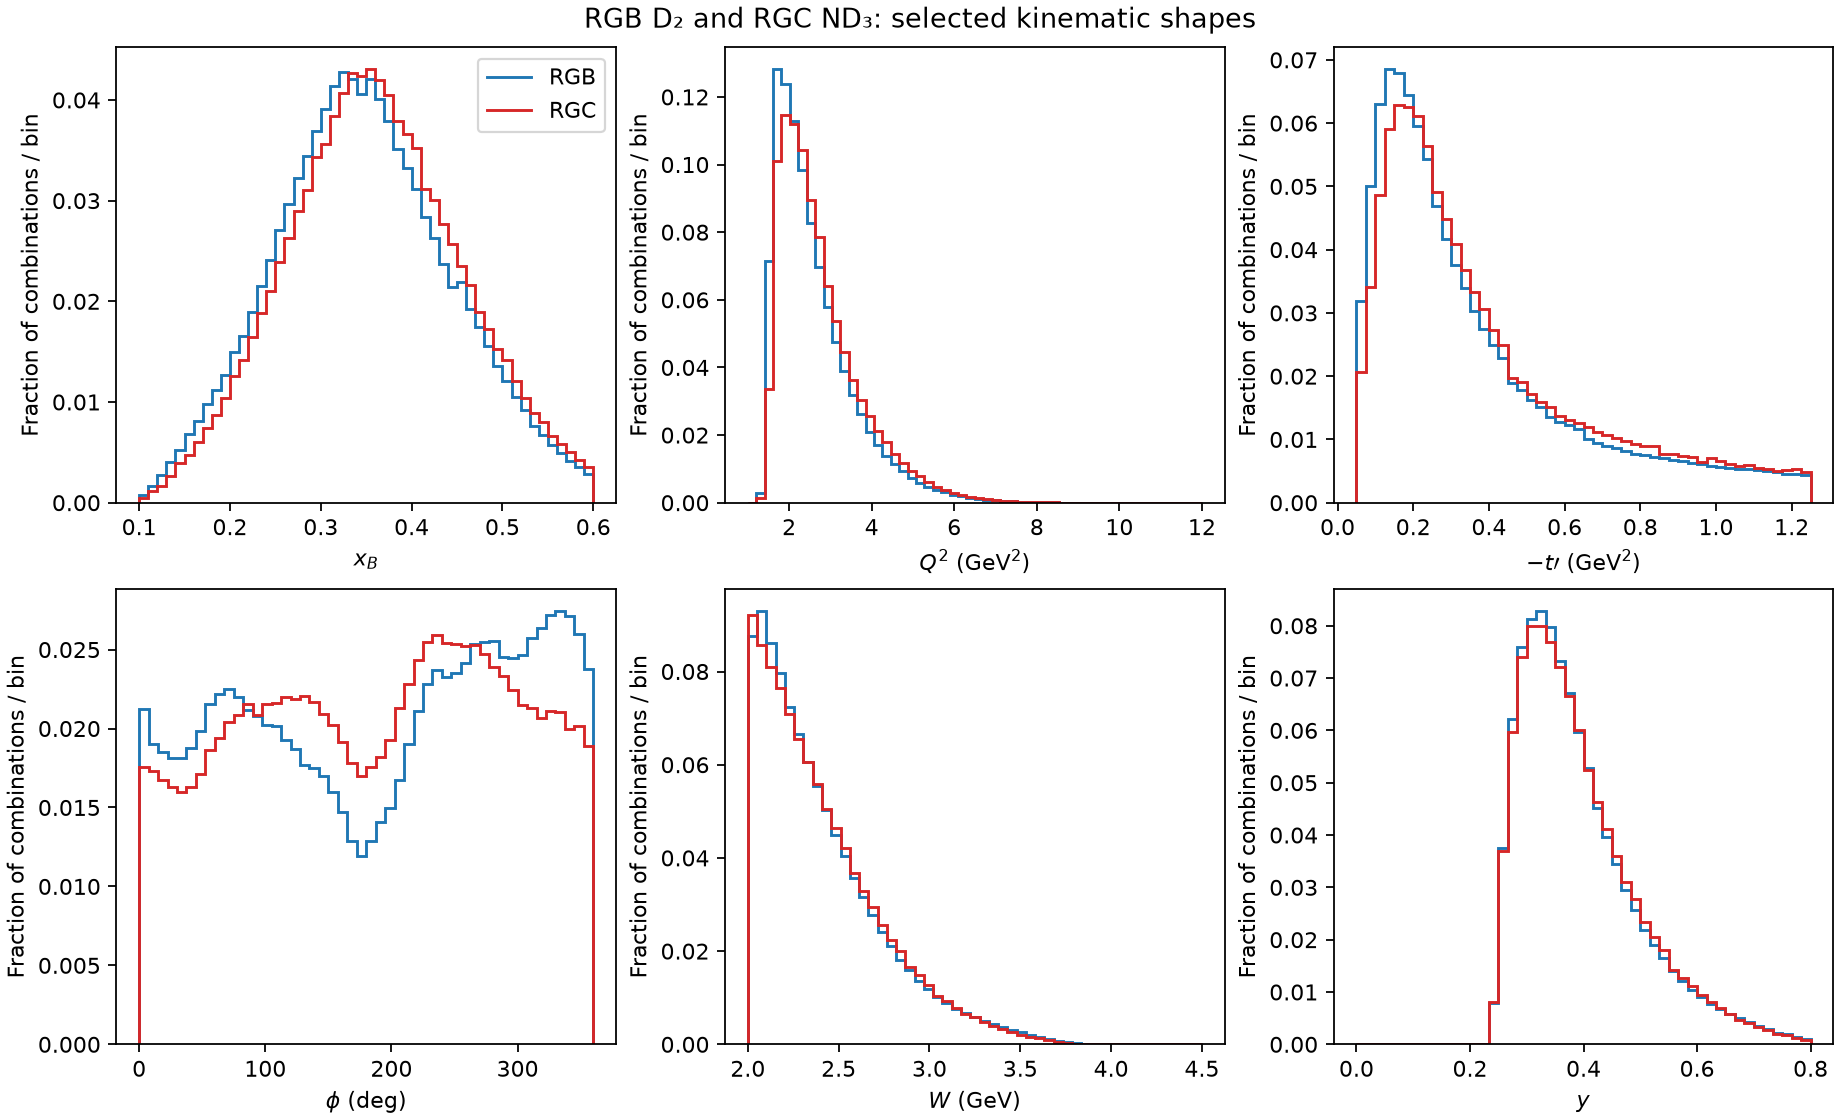 RGB D₂ and RGC ND₃: selected kinematic shapes
Fraction of combinations / bin
0.04
0.03
0.02
0.01
0.00
0.1 0.2 0.3 0.4 0.5 0.6
x_B
RGB
RGC
Fraction of combinations / bin
0.12
0.10
0.08
0.06
0.04
0.02
0.00
2 4 6 8 10 12
Q² (GeV²)
Fraction of combinations / bin
0.07
0.06
0.05
0.04
0.03
0.02
0.01
0.00
0.0 0.2 0.4 0.6 0.8 1.0 1.2
−t′ (GeV²)
Fraction of combinations / bin
0.025
0.020
0.015
0.010
0.005
0.000
0 100 200 300
ϕ (deg)
Fraction of combinations / bin
0.08
0.06
0.04
0.02
0.00
2.0 2.5 3.0 3.5 4.0 4.5
W (GeV)
Fraction of combinations / bin
0.08
0.07
0.06
0.05
0.04
0.03
0.02
0.01
0.00
0.0 0.2 0.4 0.6 0.8
y